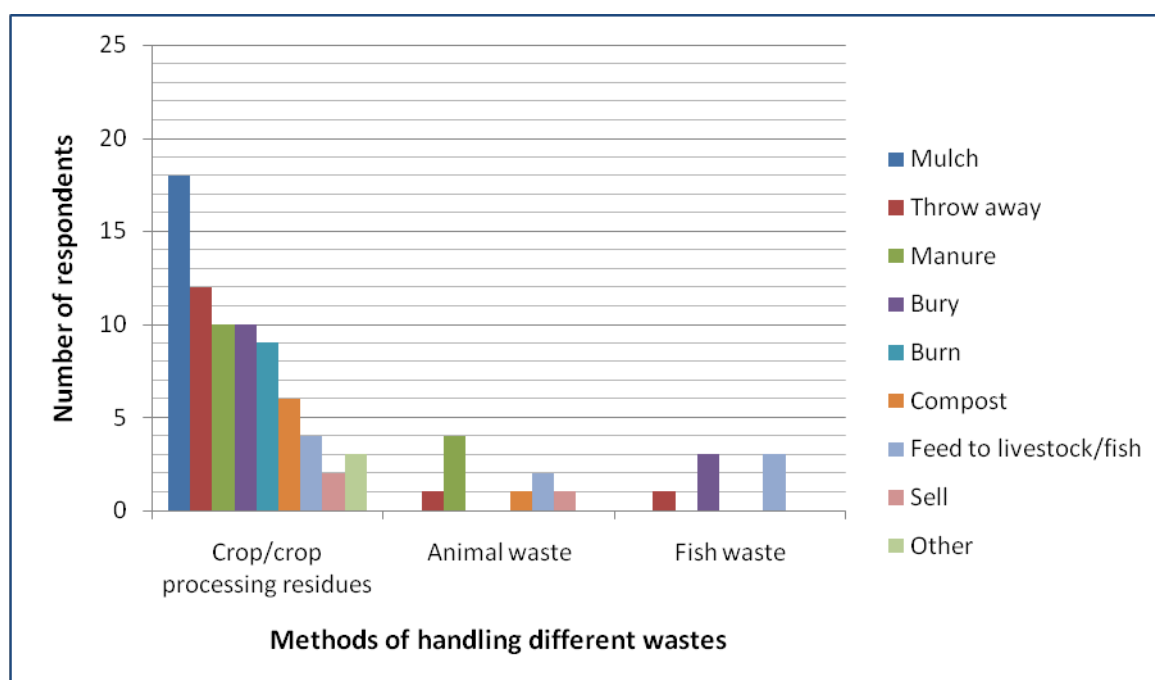 25
20
15
10
5
0
Number of respondents
Crop/crop
processing residues
Animal waste
Fish waste
Methods of handling different wastes
Mulch
Throw away
Manure
Bury
Burn
Compost
Feed to livestock/fish
Sell
Other